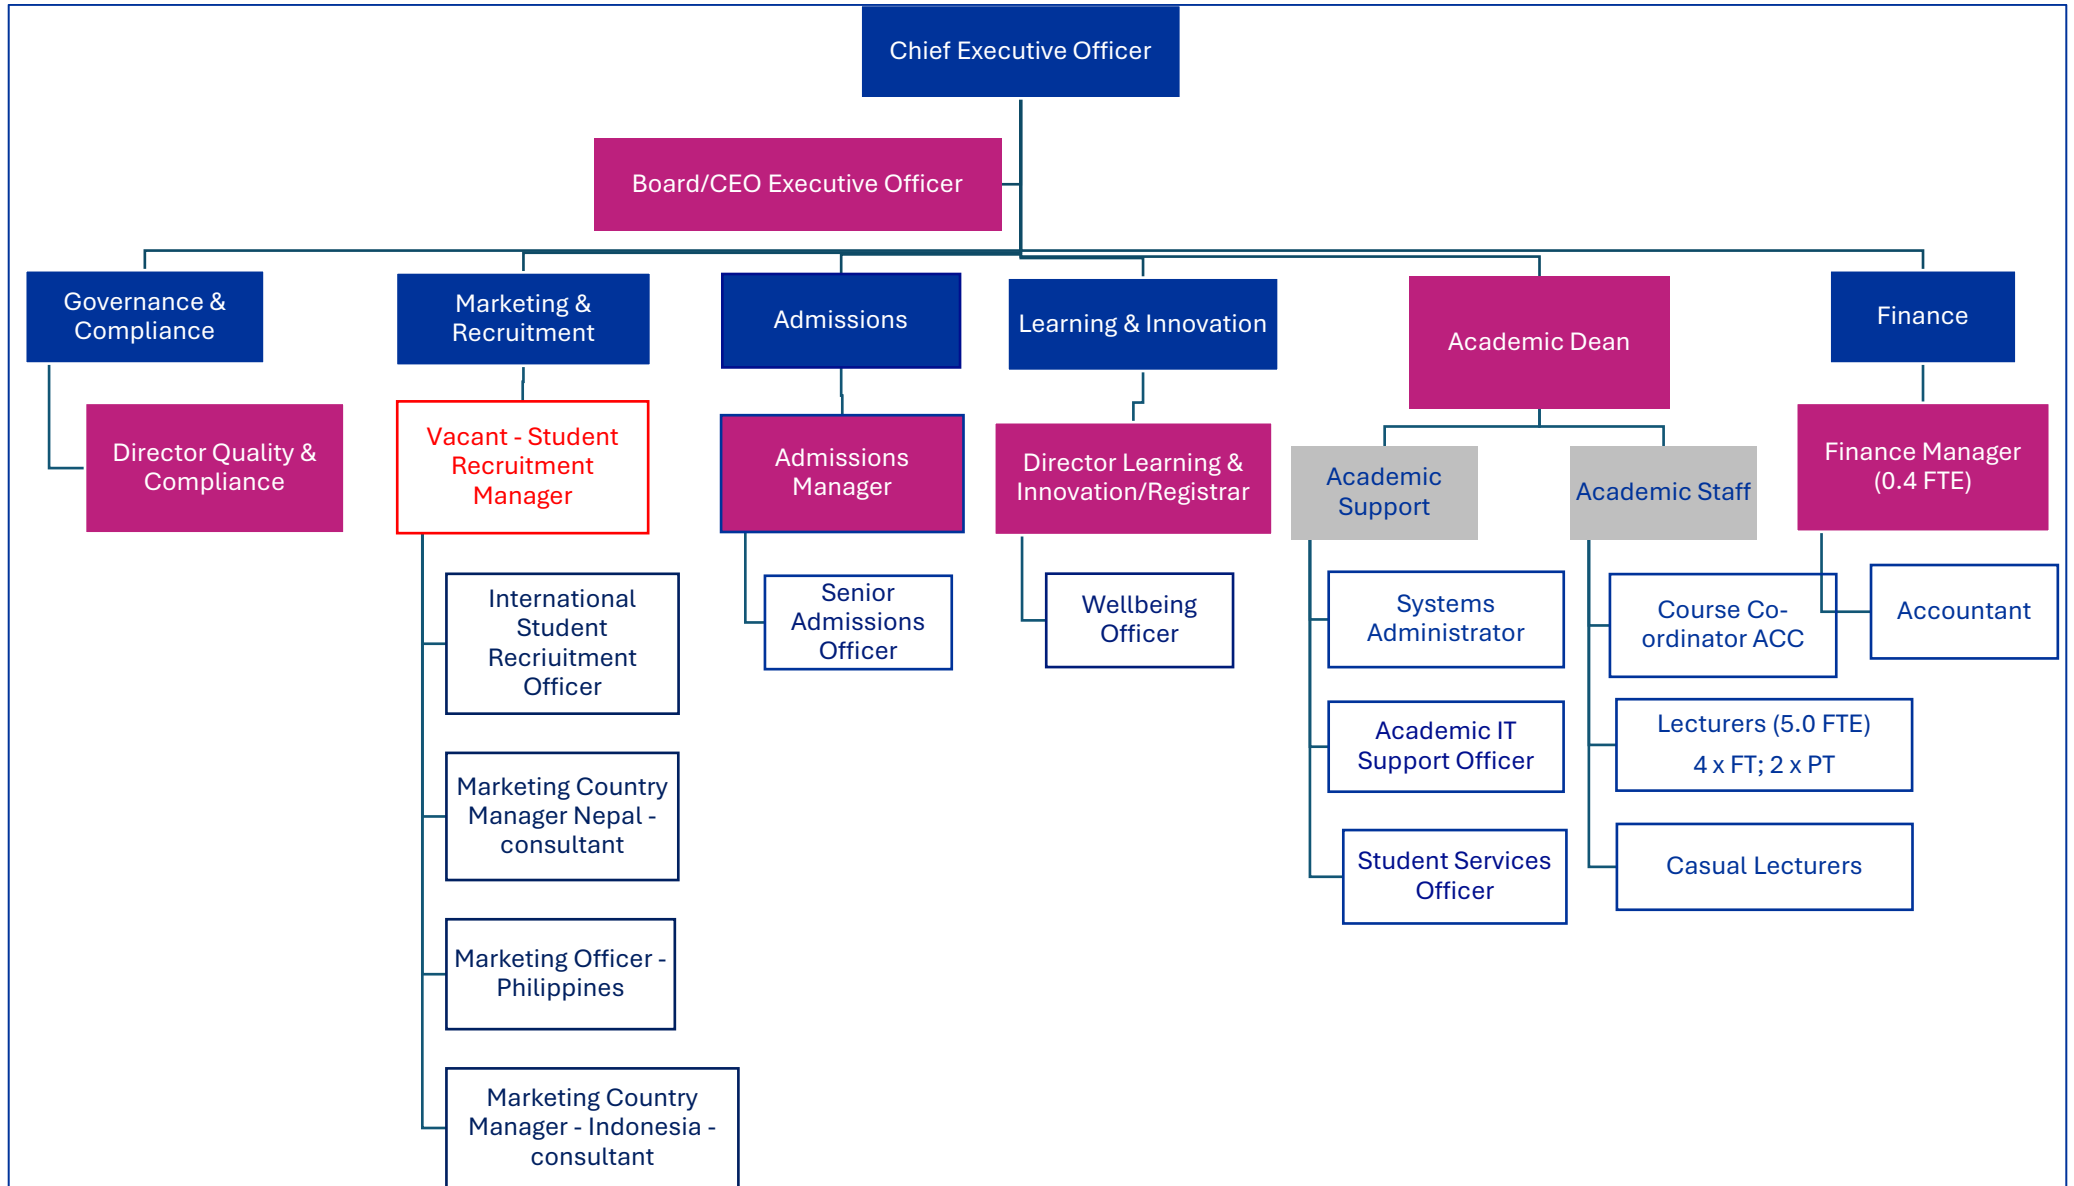 Chief Executive Officer
Board/CEO Executive Officer
Governance &
Compliance
Marketing &
Recruitment
Admissions
Learning & Innovation
Academic Dean
Finance
Director Quality &
Compliance
Vacant - Student
Recruitment
Manager
Admissions
Manager
Director Learning &
Innovation/Registrar
Academic
Support
Academic Staff
Finance Manager
(0.4 FTE)
International
Student
Recriuitment
Officer
Senior
Admissions
Officer
Wellbeing
Officer
Systems
Administrator
Course Co-
ordinator ACC
Accountant
Academic IT
Support Officer
Lecturers (5.0 FTE)
4 x FT; 2 x PT
Marketing Country
Manager Nepal -
consultant
Student Services
Officer
Casual Lecturers
Marketing Officer -
Philippines
Marketing Country
Manager - Indonesia -
consultant